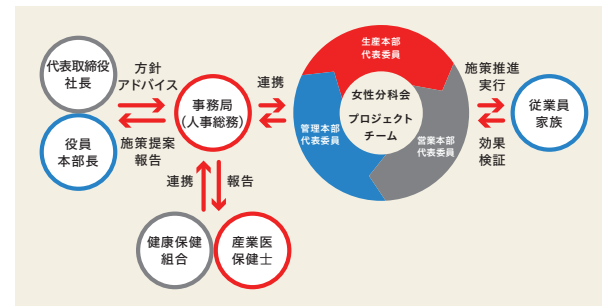 代表取締役
社長
役員
本部長
方針
アドバイス
施策提案
報告
事務局
(人事総務)
連携
報告
健康保健
組合
産業医
保健士
連携
生産本部
代表委員
女性分科会
プロジェクト
チーム
管理本部
代表委員
営業本部
代表委員
施策推進
実行
効果
検証
従業員
家族